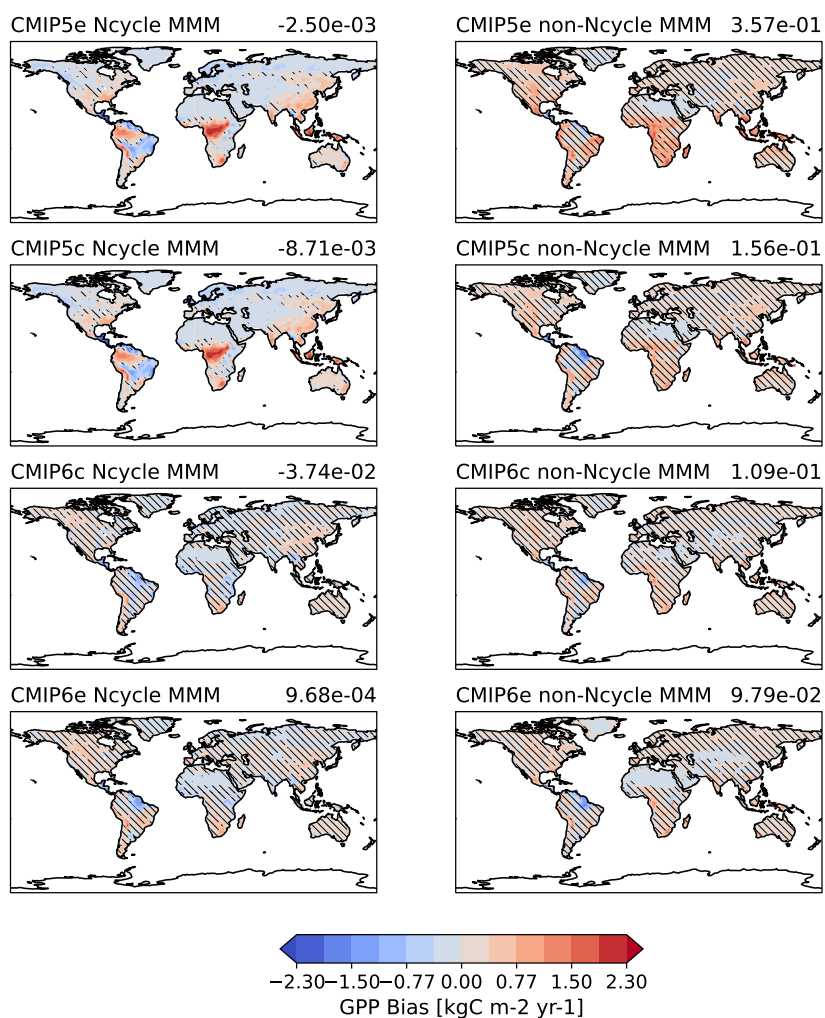 CMIP5e Ncycle MMM -2.50e-03
CMIP5e non-Ncycle MMM 3.57e-01
CMIP5c Ncycle MMM -8.71e-03
CMIP5c non-Ncycle MMM 1.56e-01
CMIP6c Ncycle MMM -3.74e-02
CMIP6c non-Ncycle MMM 1.09e-01
CMIP6e Ncycle MMM 9.68e-04
CMIP6e non-Ncycle MMM 9.79e-02
−2.30 −1.50 −0.77 0.00 0.77 1.50 2.30
GPP Bias [kgC m-2 yr-1]